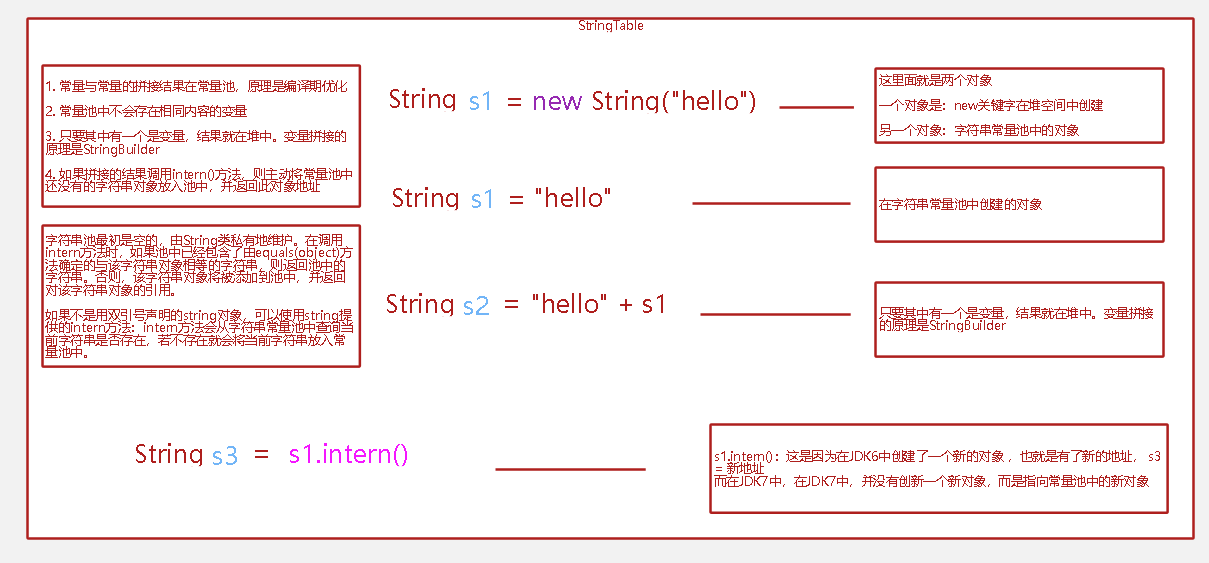 StringTable
1. 常量与常量的拼接结果在常量池，原理是编译期优化
2. 常量池中不会存在相同内容的变量
3. 只要其中有一个是变量，结果就在堆中。变量拼接的
原理是StringBuilder
4. 如果拼接的结果调用intern()方法，则主动将常量池中
还没有的字符串对象放入池中，并返回此对象地址
String s1 = new String("hello")
这里面就是两个对象
一个对象是：new关键字在堆空间中创建
另一个对象：字符串常量池中的对象
String s1 = "hello"
在字符串常量池中创建的对象
字符串池最初是空的，由String类私有地维护。在调用
intern方法时，如果池中已经包含了由equals(object)方
法确定的与该字符串对象相等的字符串，则返回池中的
字符串。否则，该字符串对象将被添加到池中，并返回
对该字符串对象的引用。
如果不是用双引号声明的string对象，可以使用string提
供的intern方法：intern方法会从字符串常量池中查询当
前字符串是否存在，若不存在就会将当前字符串放入常
量池中。
String s2 = "hello" + s1
只要其中有一个是变量，结果就在堆中。变量拼接
的原理是StringBuilder
String s3 = s1.intern()
s1.intern()：这是因为在JDK6中创建了一个新的对象 ，也就是有了新的地址， s3
= 新地址
而在JDK7中，在JDK7中，并没有创新一个新对象，而是指向常量池中的新对象